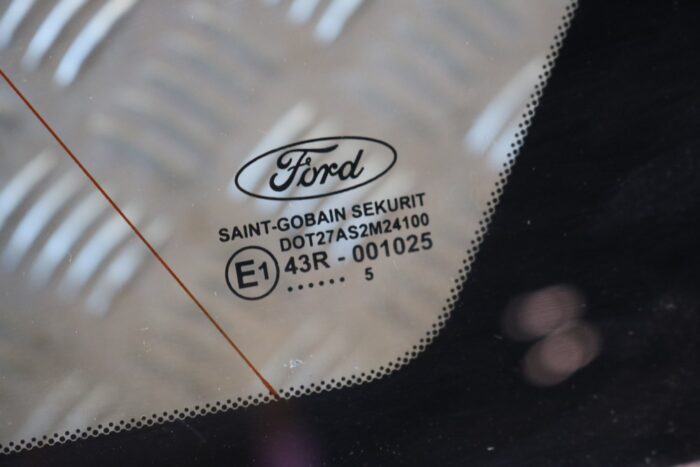 Ford
SAINT-GOBAIN SEKURIT
DOT27AS2M24100
E1 43R - 001025
...... 5